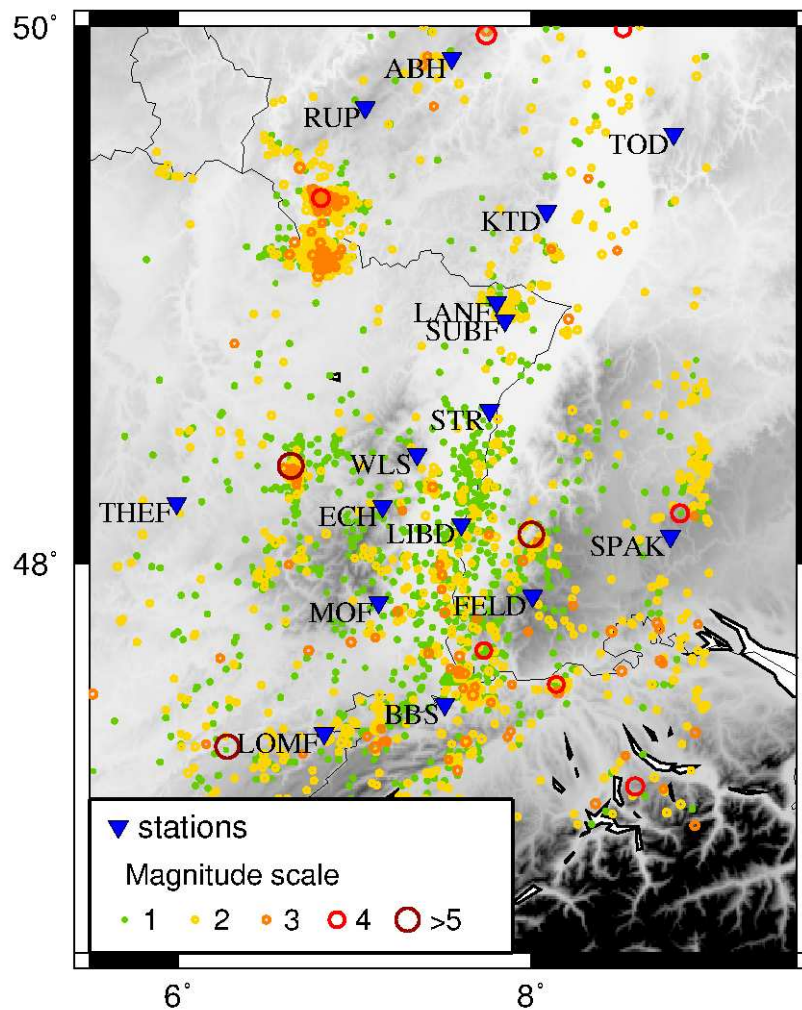 50°
ABH
RUP
TOD
KTD
LANF
SUBF
STR
WLS
THEF
ECH
LIBD
48°
SPAK
MOF
FELD
BBS
LOMF
stations
Magnitude scale
1 2 3 4 >5
6° 8°